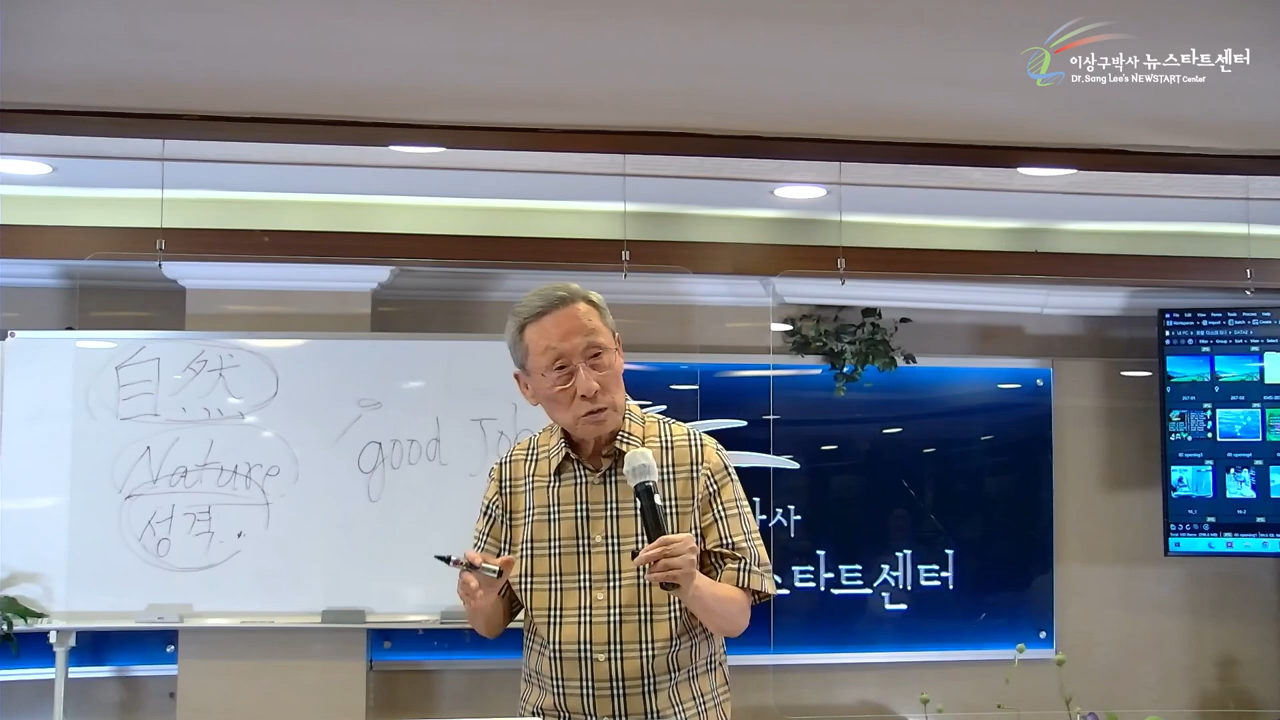 이상구박사 뉴스타트센터
Dr. Sang Lee's NEWSTART Center
自然
Nature
성격
good Job
박사
스타트센터